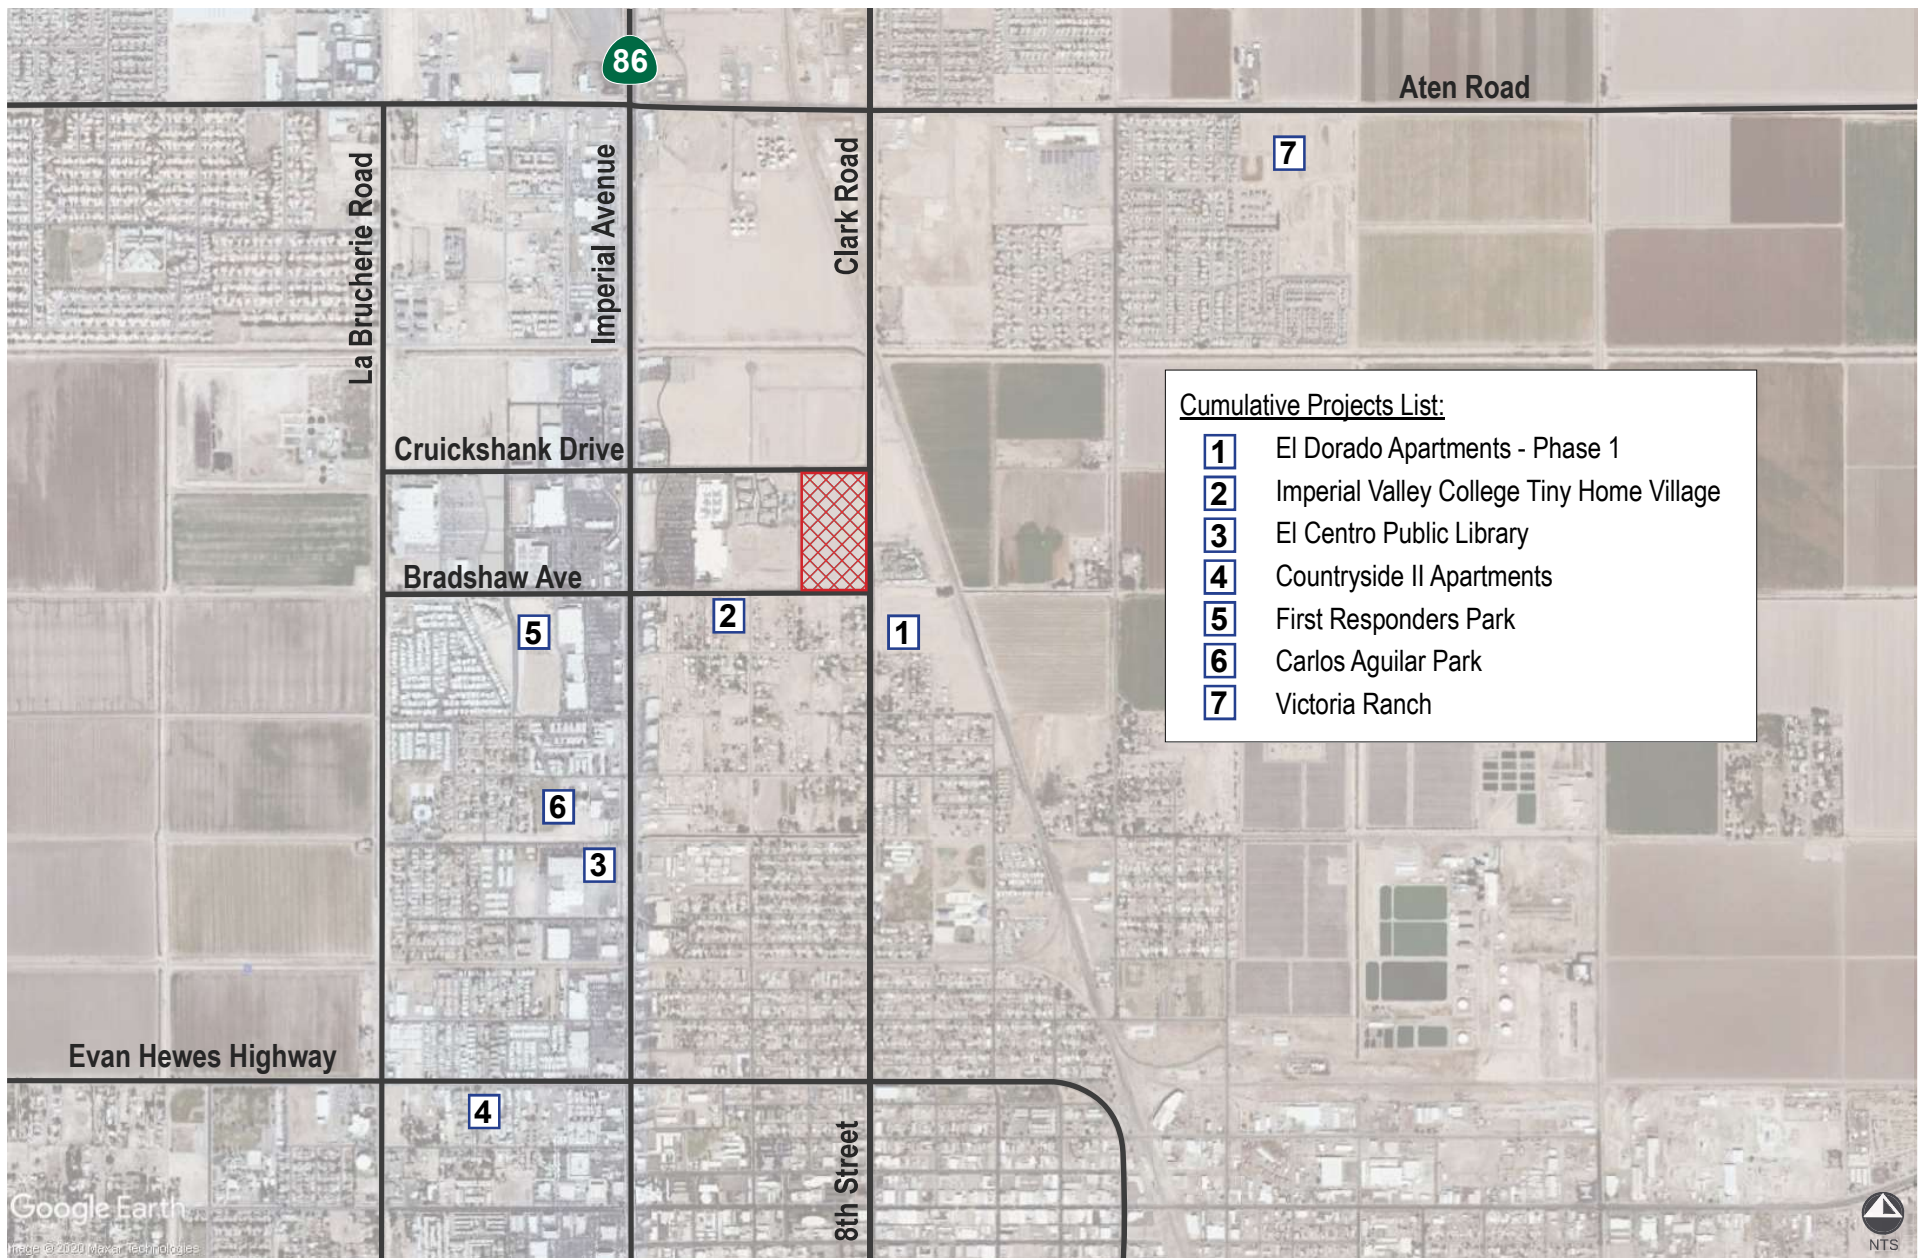 86
Aten Road
7
La Brucherie Road
Imperial Avenue
Clark Road
Cumulative Projects List:
1 El Dorado Apartments - Phase 1
2 Imperial Valley College Tiny Home Village
3 El Centro Public Library
4 Countryside II Apartments
5 First Responders Park
6 Carlos Aguilar Park
7 Victoria Ranch
Cruickshank Drive
Bradshaw Ave
5
2
1
6
3
Evan Hewes Highway
4
8th Street
Google Earth
Image © 2020 Maxar Technologies
NTS